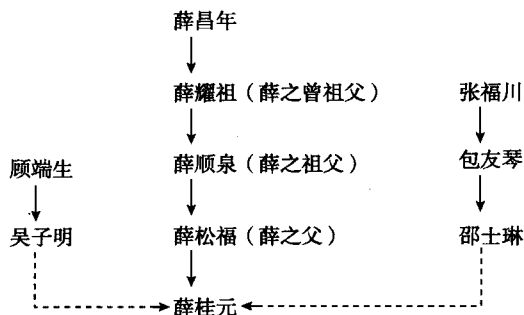 薛昌年
薛耀祖（薛之曾祖父）
张福川
顾端生
薛顺泉（薛之祖父）
包友琴
吴子明
薛松福（薛之父）
邵士琳
薛桂元